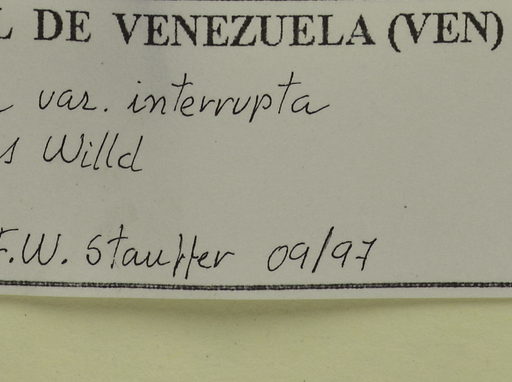 L DE VENEZUELA (VEN)
var. interrupta
s Willd
F.W. Stauffer 09/97